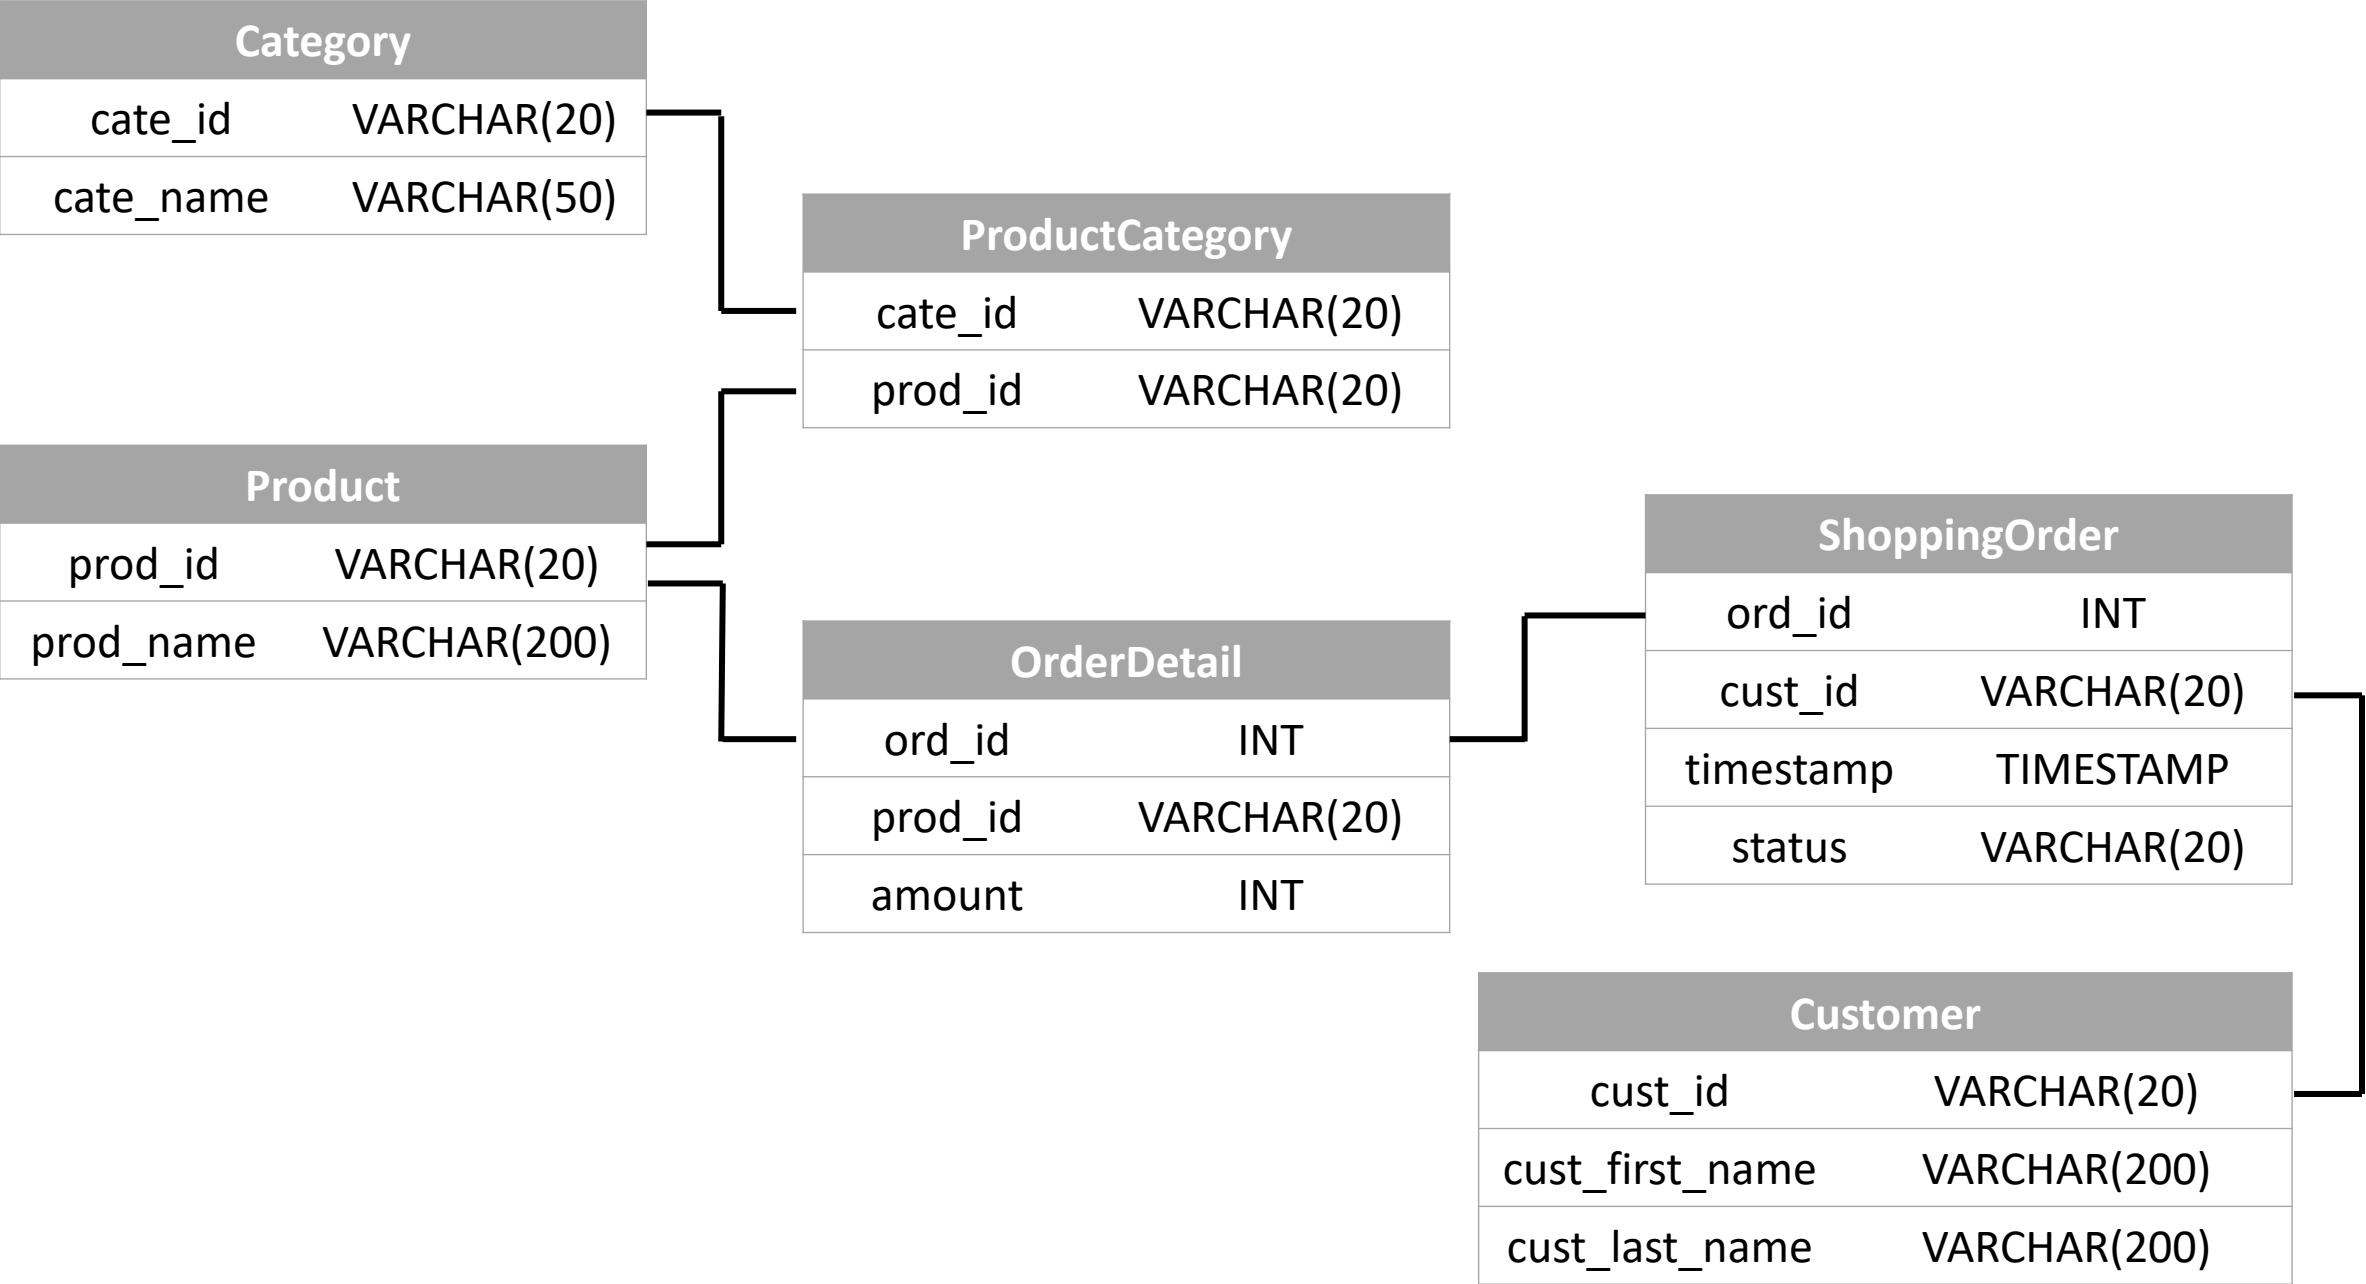 Category
cate_id VARCHAR(20)
cate_name VARCHAR(50)
ProductCategory
cate_id VARCHAR(20)
prod_id VARCHAR(20)
Product
prod_id VARCHAR(20)
prod_name VARCHAR(200)
OrderDetail
ord_id INT
prod_id VARCHAR(20)
amount INT
ShoppingOrder
ord_id INT
cust_id VARCHAR(20)
timestamp TIMESTAMP
status VARCHAR(20)
Customer
cust_id VARCHAR(20)
cust_first_name VARCHAR(200)
cust_last_name VARCHAR(200)